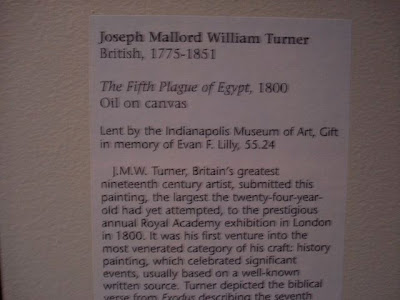 Joseph Mallord William Turner
British, 1775-1851
The Fifth Plague of Egypt, 1800
Oil on canvas
Lent by the Indianapolis Museum of Art, Gift
in memory of Evan F. Lilly, 55.24
J.M.W. Turner, Britain's greatest
nineteenth century artist, submitted this
painting, the largest the twenty-four-year-
old had yet attempted, to the prestigious
annual Royal Academy exhibition in London
in 1800. It was his first venture into the
most venerated category of his craft: history
painting, which celebrated significant
events, usually based on a well-known
written source. Turner depicted the biblical
verse from Exodus describing the seventh